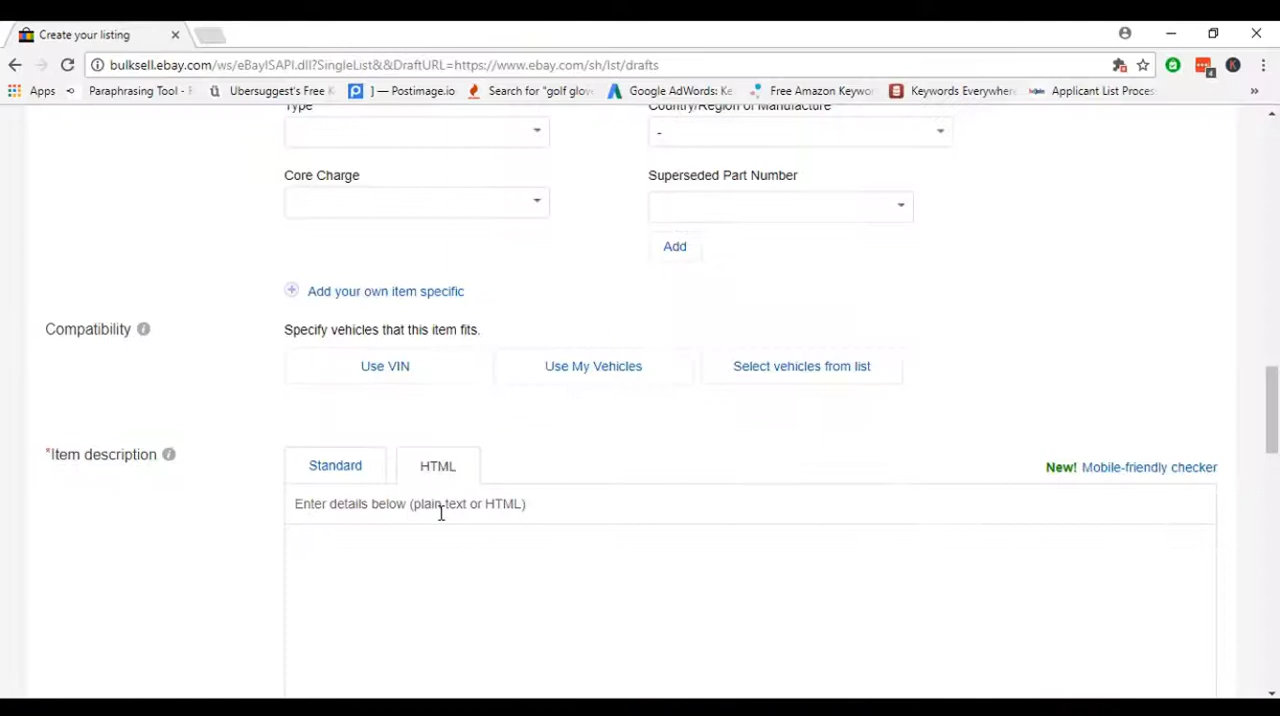 Create your listing
bulksell.ebay.com/ws/eBayISAPI.dll?SingleList&&DraftURL=https://www.ebay.com/sh/lst/drafts
Apps Paraphrasing Tool - F Ubersuggest's Free K ] — Postimage.o Search for "golf glov Google AdWords: Ke Free Amazon Keywo Keywords Everywhe Applicant List Proces »
Type Country/Region of Manufacture
-
Core Charge Superseded Part Number
Add
Add your own item specific
Compatibility Specify vehicles that this item fits.
Use VIN Use My Vehicles Select vehicles from list
*Item description Standard HTML New! Mobile-friendly checker
Enter details below (plain text or HTML)